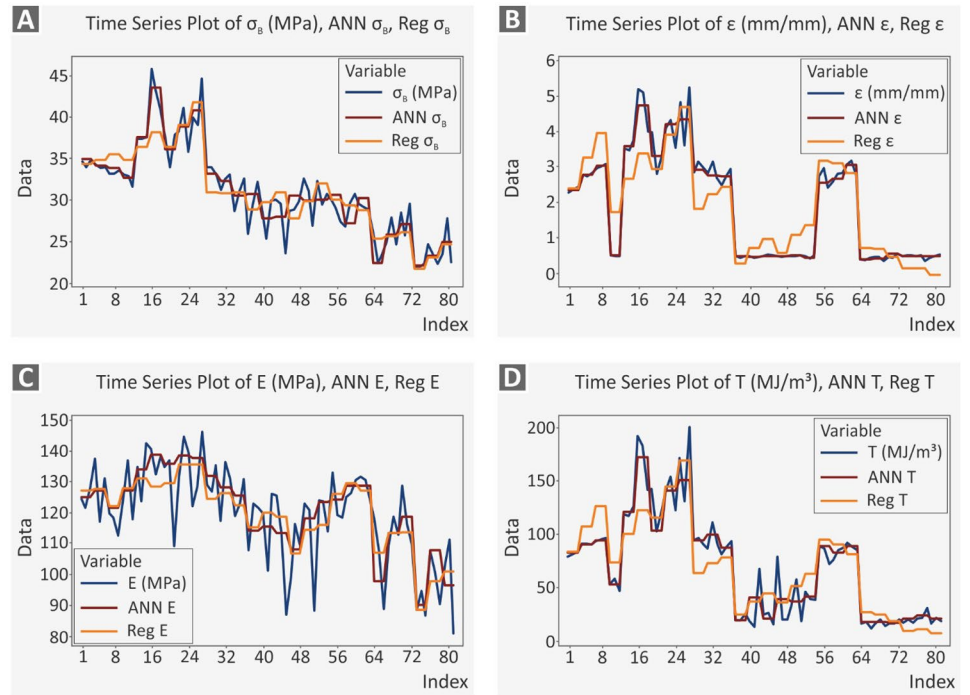 A
Time Series Plot of σB (MPa), ANN σB, Reg σB
Data
45
40
35
30
25
20
Variable
σB (MPa)
ANN σB
Reg σB
1 8 16 24 32 40 48 56 64 72 80
Index
B
Time Series Plot of ε (mm/mm), ANN ε, Reg ε
Data
6
5
4
3
2
1
0
Variable
ε (mm/mm)
ANN ε
Reg ε
1 8 16 24 32 40 48 56 64 72 80
Index
C
Time Series Plot of E (MPa), ANN E, Reg E
Data
150
140
130
120
110
100
90
80
Variable
E (MPa)
ANN E
Reg E
1 8 16 24 32 40 48 56 64 72 80
Index
D
Time Series Plot of T (MJ/m³), ANN T, Reg T
Data
200
150
100
50
0
Variable
T (MJ/m³)
ANN T
Reg T
1 8 16 24 32 40 48 56 64 72 80
Index